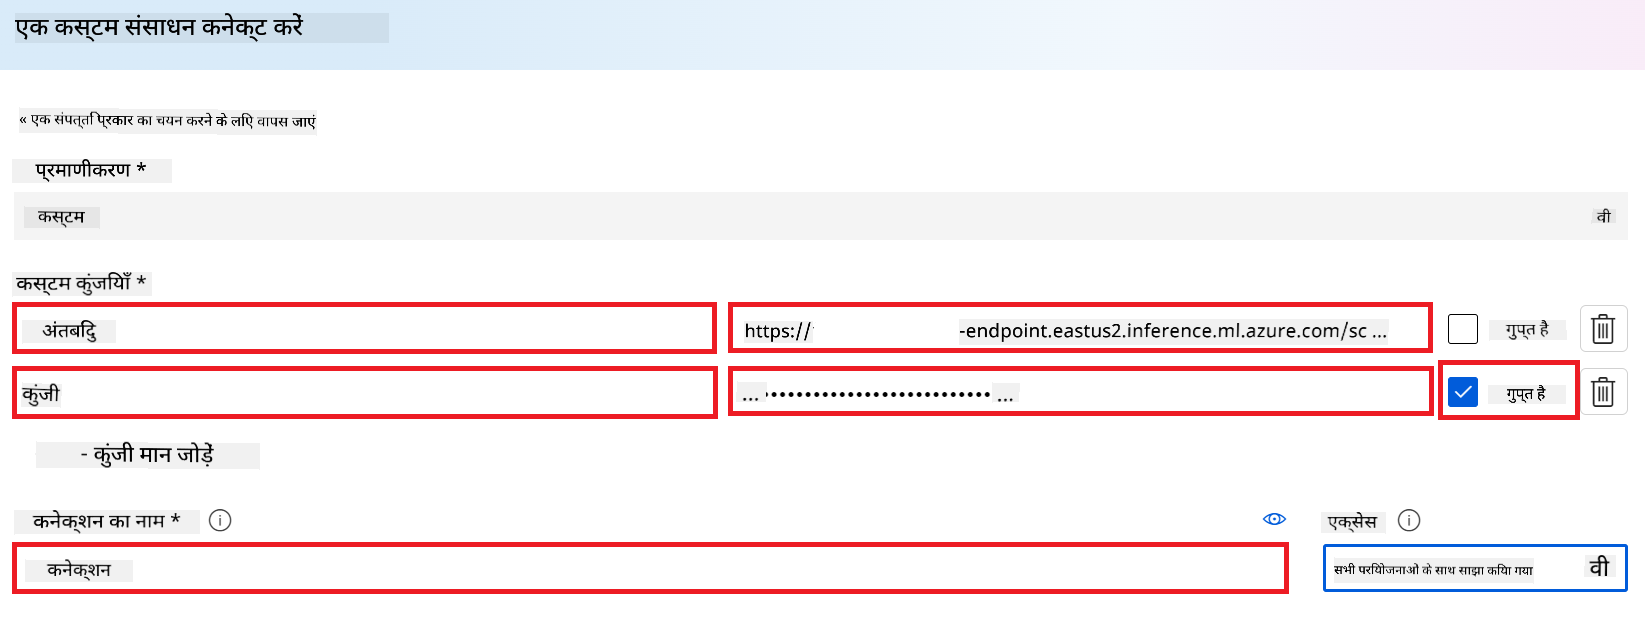 एक कस्टम संसाधन कनेक्ट करें
« एक संपत्ति प्रकार का चयन करने के लिए वापस जाएं
प्रमाणीकरण *
कस्टम वी
कस्टम कुंजियाँ *
अंतबिंदु https:// -endpoint.eastus2.inference.ml.azure.com/sc ... गुप्त है
कुंजी ... •••••••••••••••••••••••••••• ... गुप्त है
- कुंजी मान जोड़ें
कनेक्शन का नाम * एक्सेस
कनेक्शन सभी परियोजनाओं के साथ साझा किया गया वी